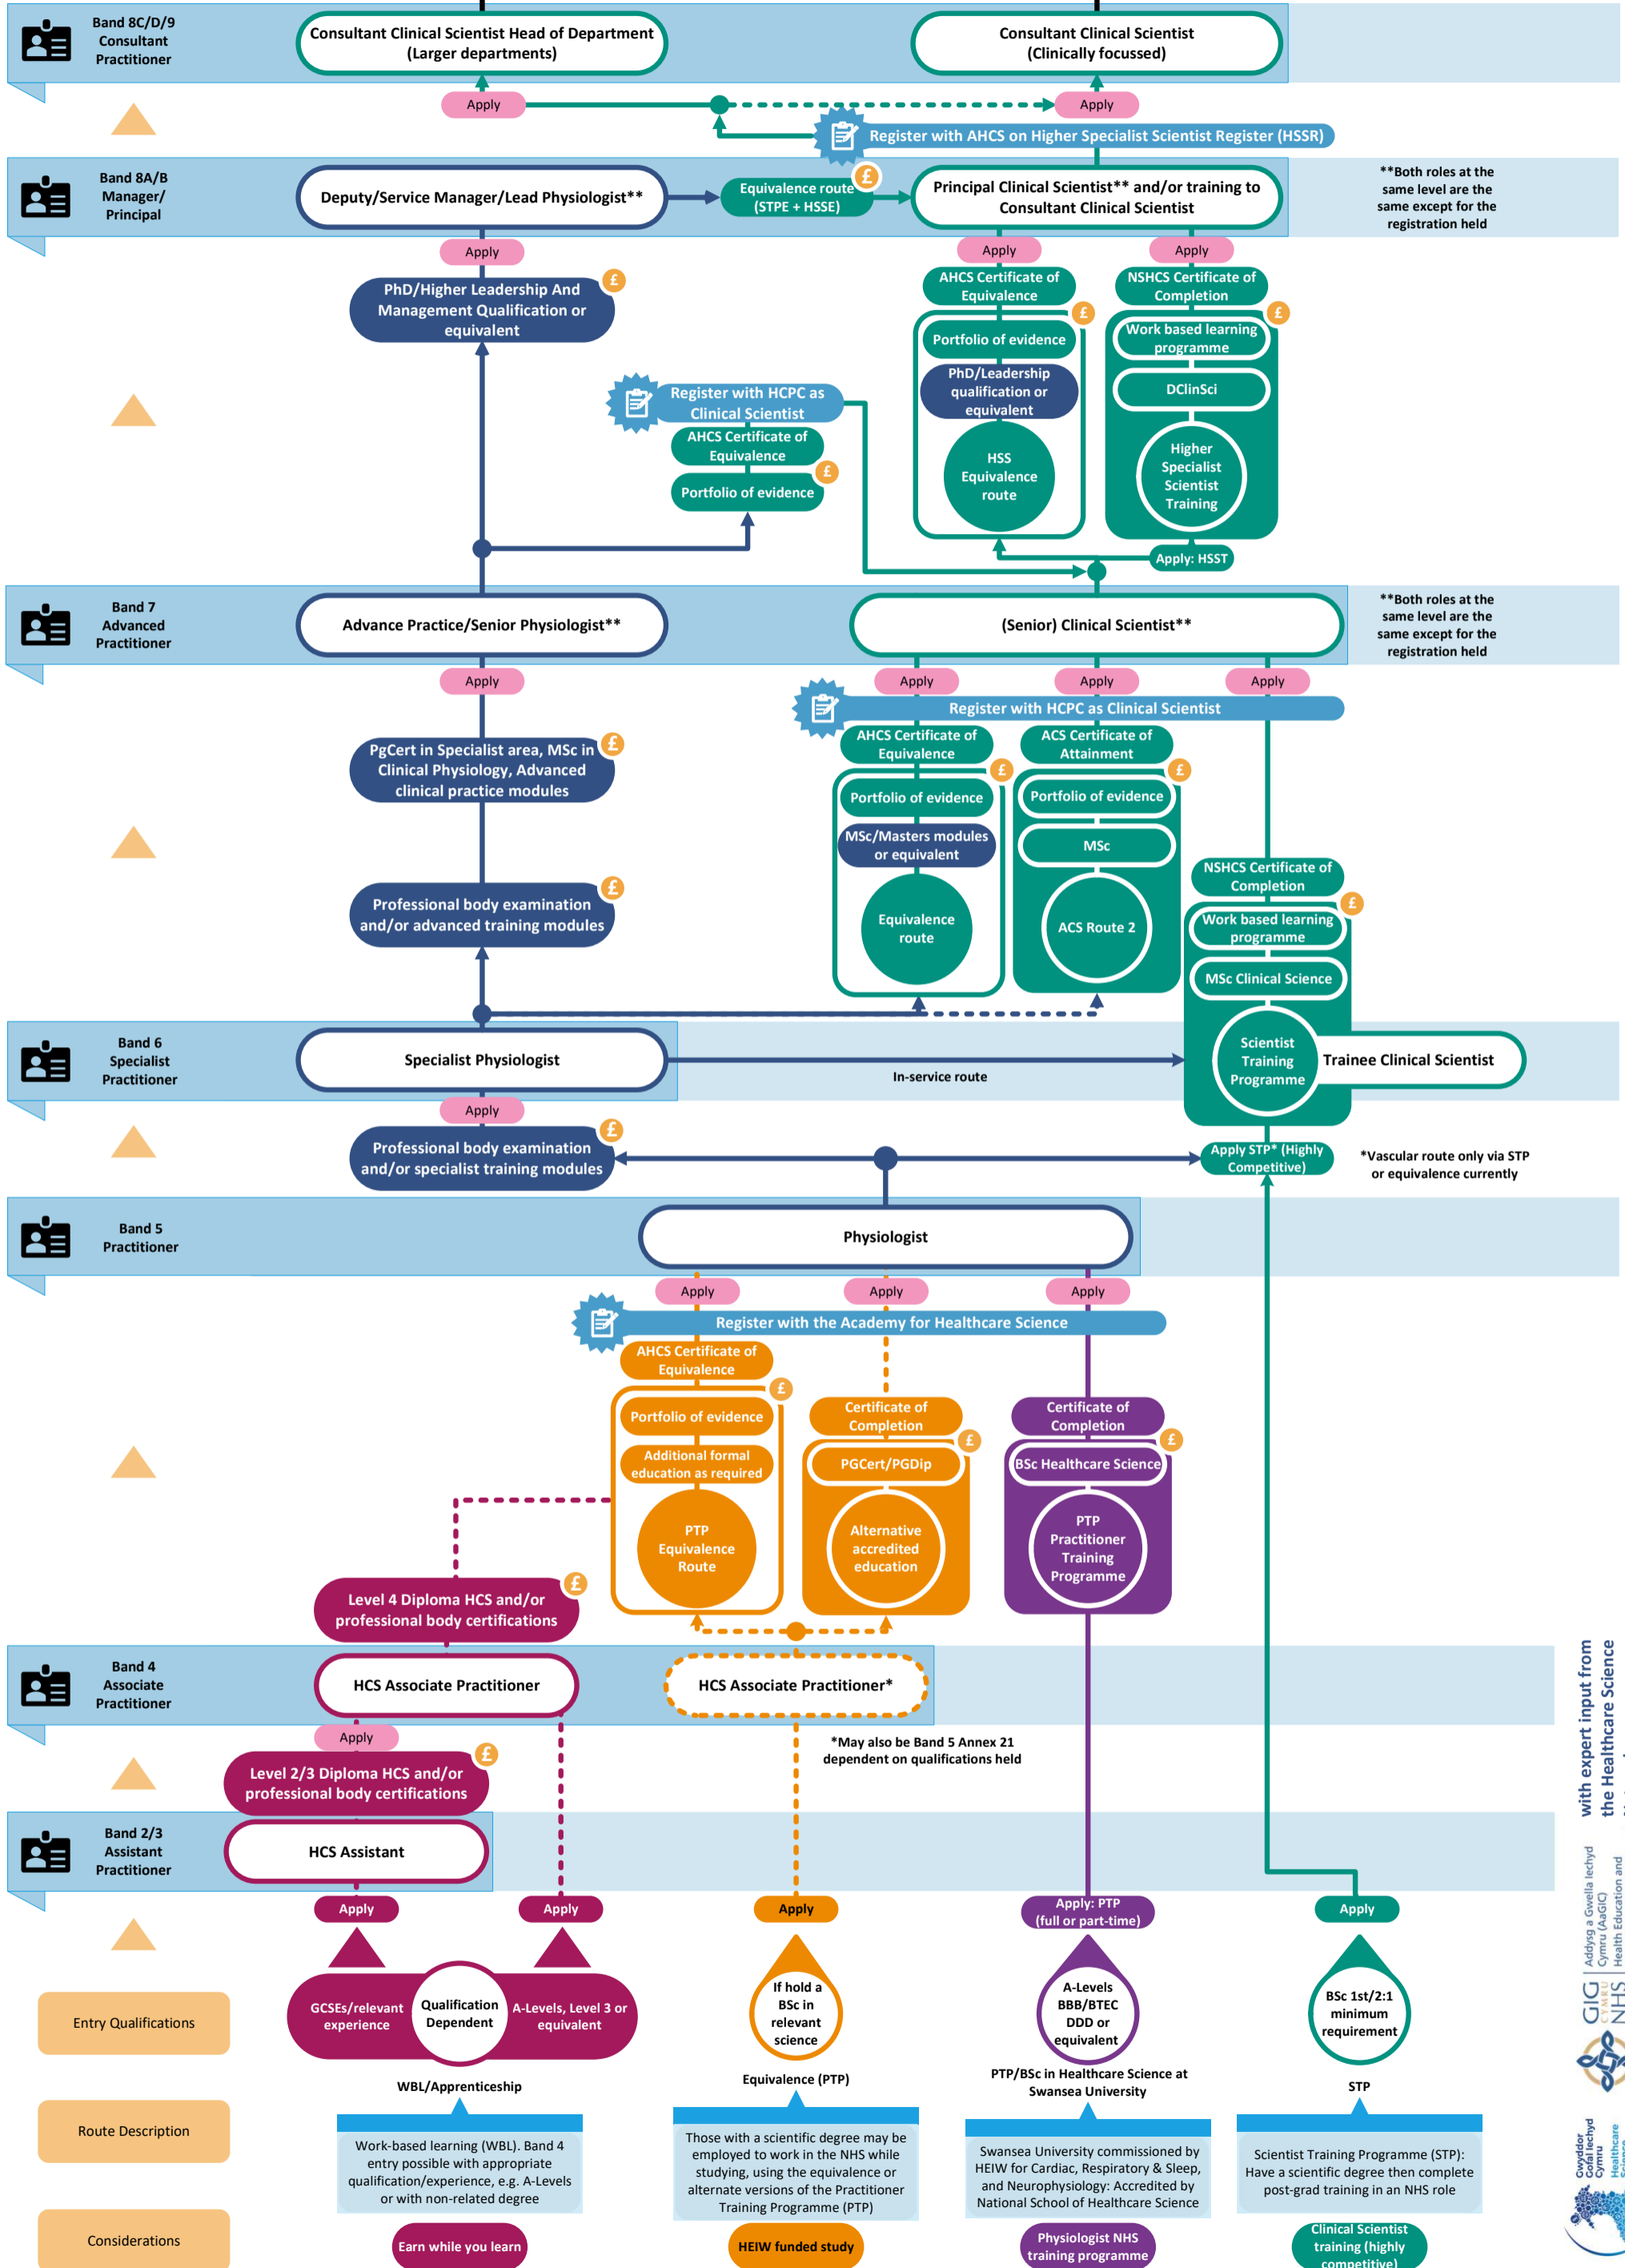 Band 8C/D/9
Consultant
Practitioner
Consultant Clinical Scientist Head of Department
(Larger departments)
Consultant Clinical Scientist
(Clinically focussed)
Apply
Apply
Register with AHCS on Higher Specialist Scientist Register (HSSR)
Band 8A/B
Manager/
Principal
Deputy/Service Manager/Lead Physiologist**
Equivalence route
(STPE + HSSE)
£
Principal Clinical Scientist** and/or training to
Consultant Clinical Scientist
**Both roles at the
same level are the
same except for the
registration held
Apply
Apply
Apply
PhD/Higher Leadership And
Management Qualification or
equivalent
£
AHCS Certificate of
Equivalence
£
Portfolio of evidence
PhD/Leadership
qualification or
equivalent
HSS
Equivalence
route
NSHCS Certificate of
Completion
£
Work based learning
programme
DClinSci
Higher
Specialist
Scientist
Training
Register with HCPC as
Clinical Scientist
AHCS Certificate of
Equivalence
£
Portfolio of evidence
Apply: HSST
Band 7
Advanced
Practitioner
Advance Practice/Senior Physiologist**
(Senior) Clinical Scientist**
**Both roles at the
same level are the
same except for the
registration held
Apply
Apply
Apply
Apply
Register with HCPC as Clinical Scientist
PgCert in Specialist area, MSc in
Clinical Physiology, Advanced
clinical practice modules
£
AHCS Certificate of
Equivalence
£
Portfolio of evidence
MSc/Masters modules
or equivalent
Equivalence
route
ACS Certificate of
Attainment
£
Portfolio of evidence
MSc
ACS Route 2
Professional body examination
and/or advanced training modules
£
NSHCS Certificate of
Completion
£
Work based learning
programme
MSc Clinical Science
Scientist
Training
Programme
Band 6
Specialist
Practitioner
Specialist Physiologist
In-service route
Trainee Clinical Scientist
Apply
Professional body examination
and/or specialist training modules
£
Apply STP* (Highly
Competitive)
*Vascular route only via STP
or equivalence currently
Band 5
Practitioner
Physiologist
Apply
Apply
Apply
Register with the Academy for Healthcare Science
AHCS Certificate of
Equivalence
£
Portfolio of evidence
Additional formal
education as required
PTP
Equivalence
Route
Certificate of
Completion
£
PGCert/PGDip
Alternative
accredited
education
Certificate of
Completion
£
BSc Healthcare Science
PTP
Practitioner
Training
Programme
Level 4 Diploma HCS and/or
professional body certifications
£
Band 4
Associate
Practitioner
HCS Associate Practitioner
HCS Associate Practitioner*
*May also be Band 5 Annex 21
dependent on qualifications held
Apply
Level 2/3 Diploma HCS and/or
professional body certifications
£
Band 2/3
Assistant
Practitioner
HCS Assistant
Apply
Apply
Apply
Apply: PTP
(full or part-time)
Apply
Entry Qualifications
GCSEs/relevant
experience
Qualification
Dependent
A-Levels, Level 3 or
equivalent
If hold a
BSc in
relevant
science
A-Levels
BBB/BTEC
DDD or
equivalent
BSc 1st/2:1
minimum
requirement
WBL/Apprenticeship
Equivalence (PTP)
PTP/BSc in Healthcare Science at
Swansea University
STP
Route Description
Work-based learning (WBL). Band 4
entry possible with appropriate
qualification/experience, e.g. A-Levels
or with non-related degree
Those with a scientific degree may be
employed to work in the NHS while
studying, using the equivalence or
alternate versions of the Practitioner
Training Programme (PTP)
Swansea University commissioned by
HEIW for Cardiac, Respiratory & Sleep,
and Neurophysiology: Accredited by
National School of Healthcare Science
Scientist Training Programme (STP):
Have a scientific degree then complete
post-grad training in an NHS role
Considerations
Earn while you learn
HEIW funded study
Physiologist NHS
training programme
Clinical Scientist
training (highly
competitive)
with expert input from
the Healthcare Science
GIG
CYMRU
NHS
Addysg a Gwella Iechyd
Cymru (AaGIC)
Health Education and
Gwyddor
Gofal Iechyd
Cymru
Healthcare
Science